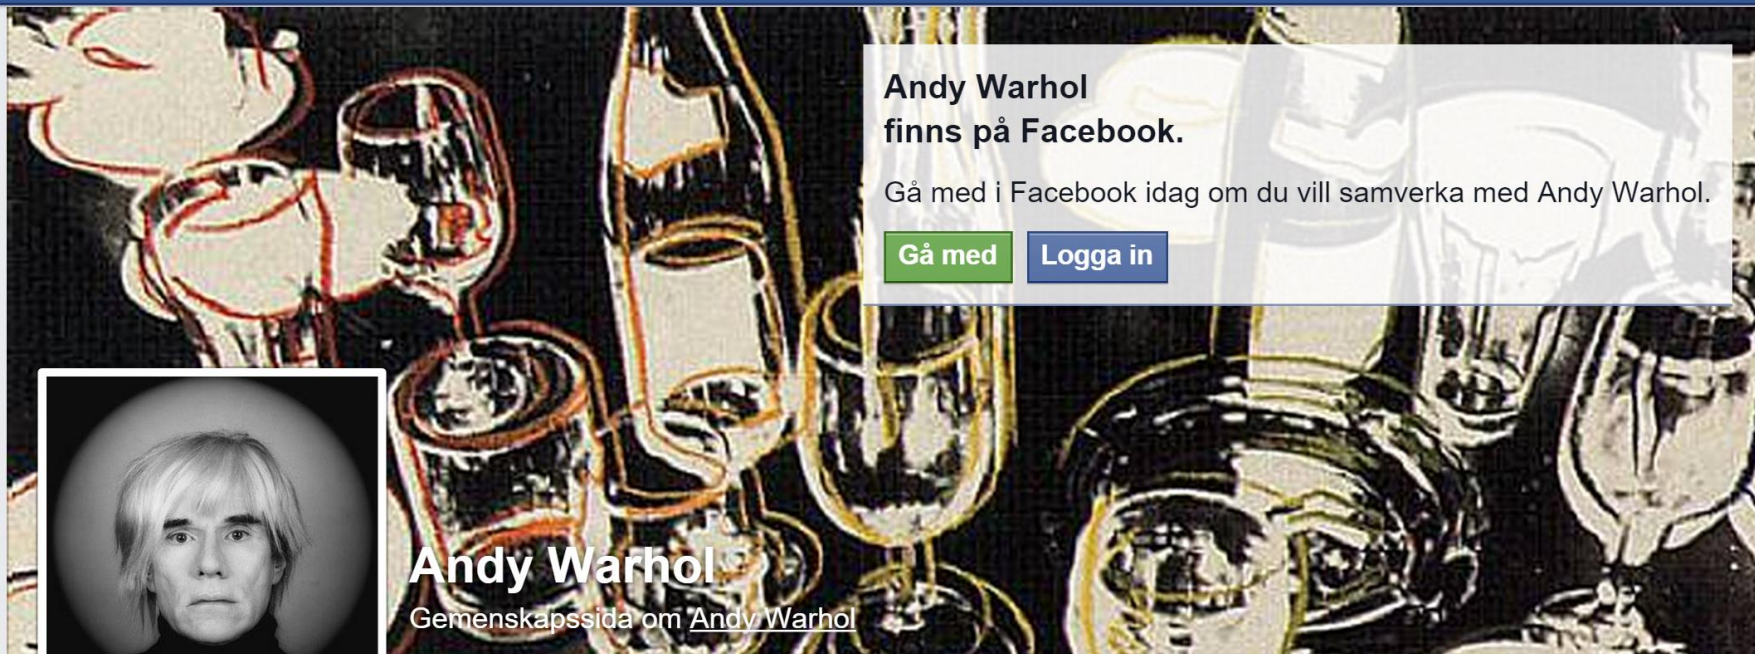 Andy Warhol
finns på Facebook.
Gå med i Facebook idag om du vill samverka med Andy Warhol.
Gå med
Logga in
Andy Warhol
Gemenskapssida om Andy Warhol